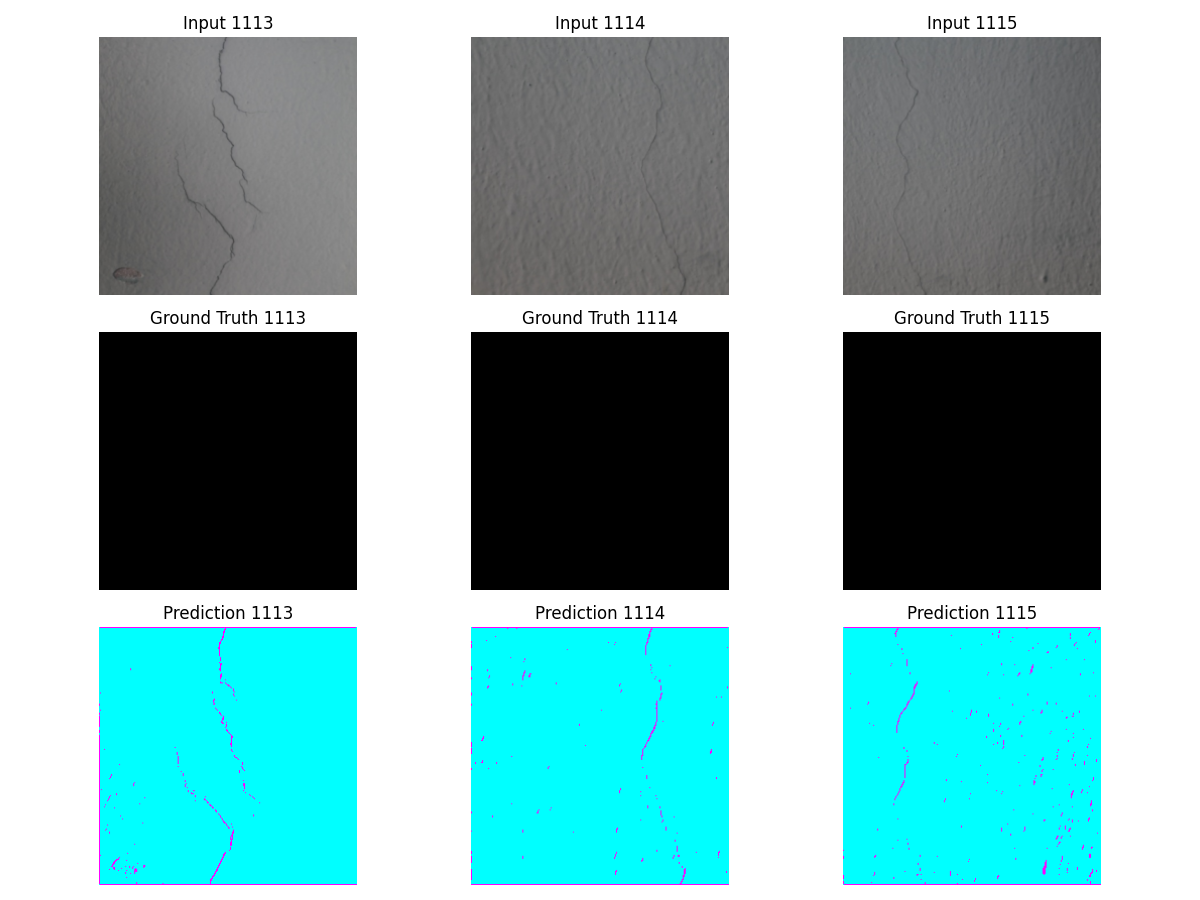 Input 1113
Input 1114
Input 1115
Ground Truth 1113
Ground Truth 1114
Ground Truth 1115
Prediction 1113
Prediction 1114
Prediction 1115